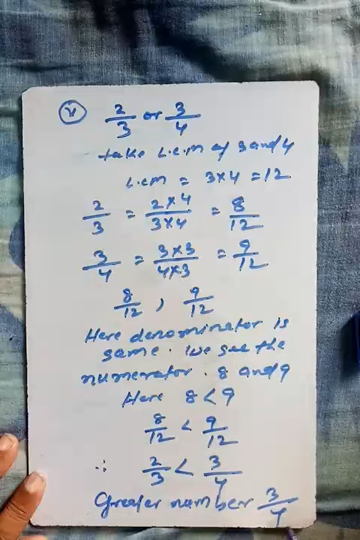 (v) 2/3 or 3/4
take L.C.M of 3 and 4
L.C.M = 3×4 = 12
2/3 = 2×4/3×4 = 8/12
3/4 = 3×3/4×3 = 9/12
8/12 , 9/12
Here denominator is
same. We see the
numerator. 8 and 9
Here 8 < 9
8/12 < 9/12
∴ 2/3 < 3/4
Greater number 3/4